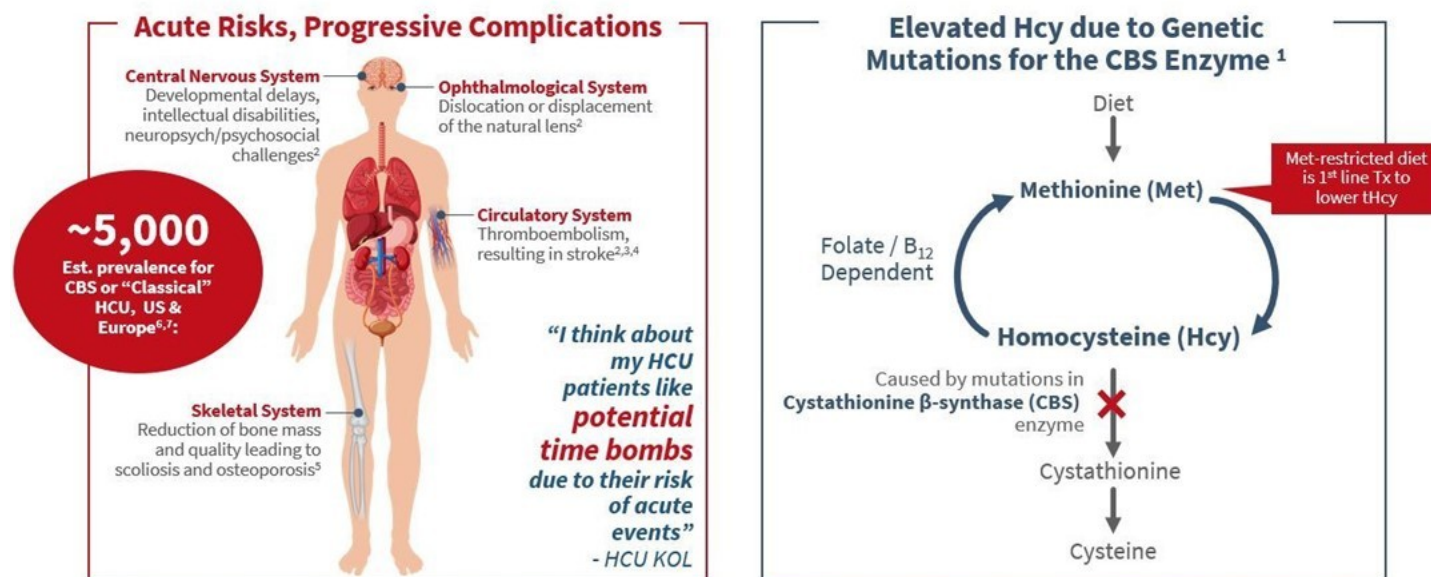 Acute Risks, Progressive Complications
Central Nervous System
Developmental delays,
intellectual disabilities,
neuropsych/psychosocial
challenges²
Ophthalmological System
Dislocation or displacement
of the natural lens²
~5,000
Est. prevalence for
CBS or “Classical”
HCU, US &
Europe⁶,⁷:
Circulatory System
Thromboembolism,
resulting in stroke²,³,⁴
Skeletal System
Reduction of bone mass
and quality leading to
scoliosis and osteoporosis⁵
“I think about
my HCU
patients like
potential
time bombs
due to their risk
of acute
events”
- HCU KOL
Elevated Hcy due to Genetic
Mutations for the CBS Enzyme ¹
Diet
Methionine (Met)
Met-restricted diet
is 1st line Tx to
lower tHcy
Folate / B₁₂
Dependent
Homocysteine (Hcy)
Caused by mutations in
Cystathionine β-synthase (CBS)
enzyme
Cystathionine
Cysteine